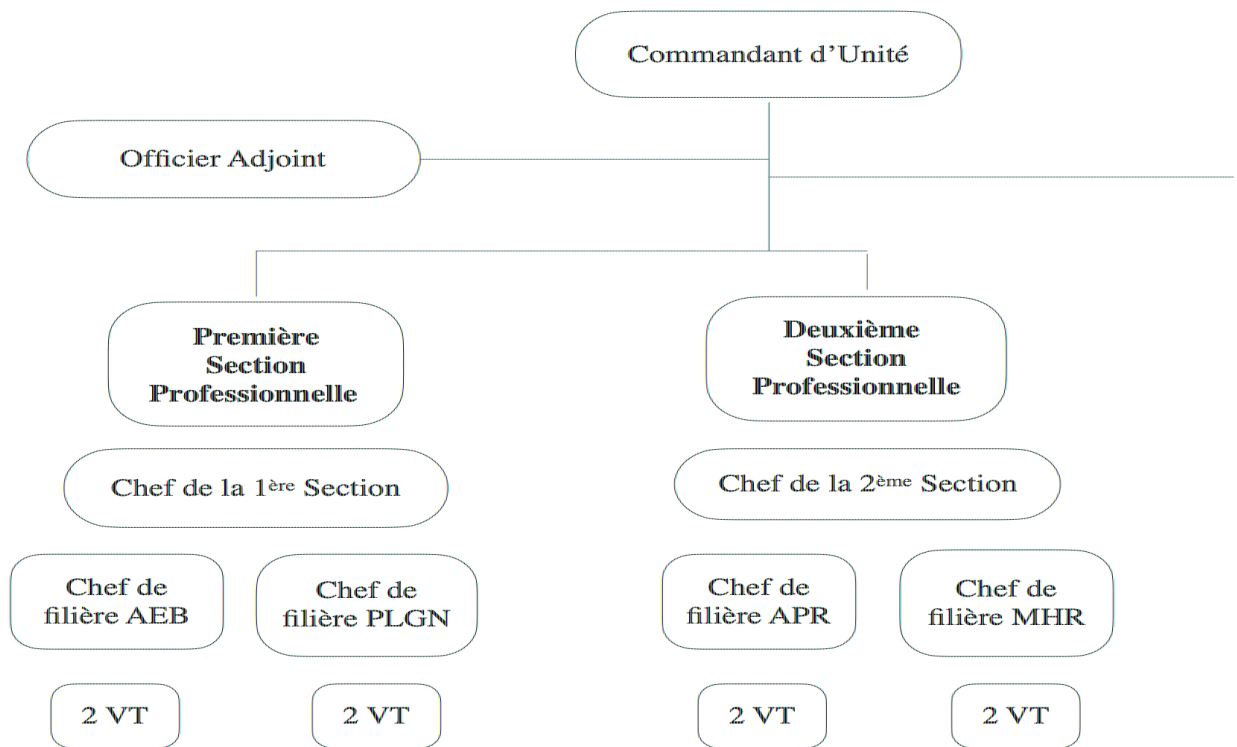 Commandant d’Unité
Officier Adjoint
Première
Section
Professionnelle
Deuxième
Section
Professionnelle
Chef de la 1ère Section
Chef de la 2ème Section
Chef de
filière AEB
Chef de
filière PLGN
Chef de
filière APR
Chef de
filière MHR
2 VT
2 VT
2 VT
2 VT